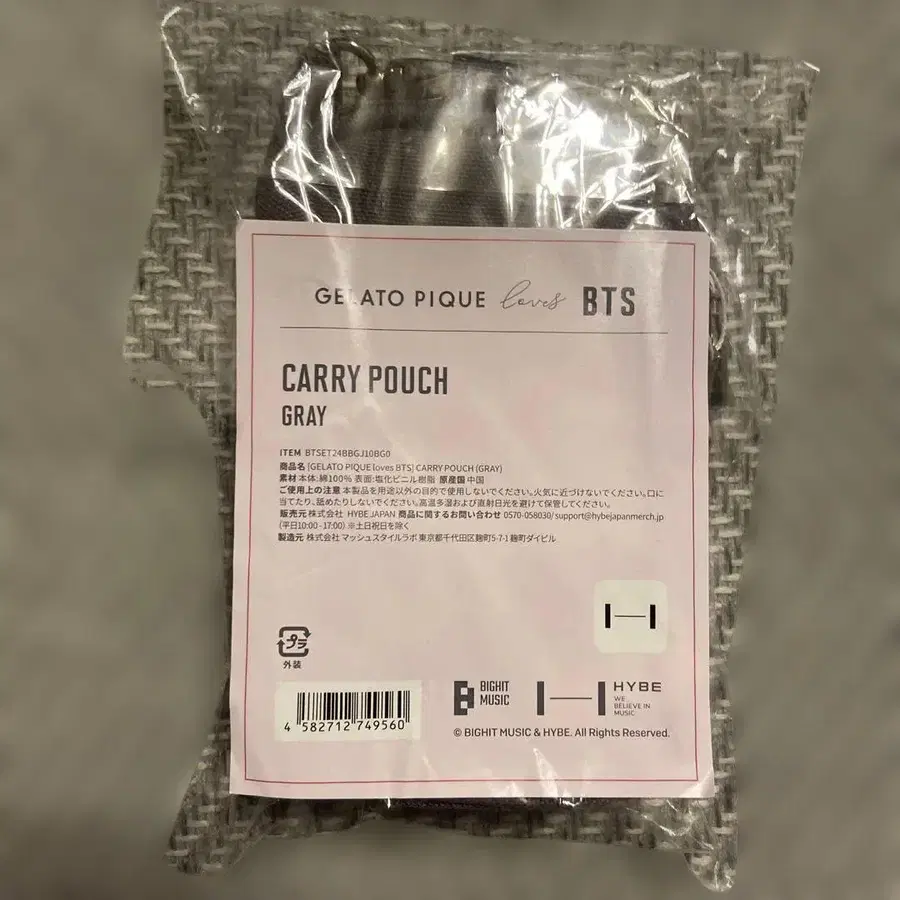 GELATO PIQUE loves BTS
CARRY POUCH
GRAY
ITEM BTSET24BBGJ10BG0
商品名 [GELATO PIQUE loves BTS] CARRY POUCH (GRAY)
素材 本体:綿100% 表面:塩化ビニル樹脂 原産国 中国
ご使用上の注意 本製品を用途以外の目的で使用しないでください。火気に近づけないでください。口に
当てたり、舐めたりしないでください。高温多湿および直射日光を避けて保管してください。
販売元 株式会社 HYBE JAPAN 商品に関するお問い合わせ 0570-058030/ support@hybejapanmerch.jp
(平日10:00 - 17:00) ※土日祝日を除く
製造元 株式会社 マッシュスタイルラボ 東京都千代田区麹町5-7-1 麹町ダイビル
プラ
外装
4 582712 749560
BIGHIT
MUSIC
HYBE
WE
BELIEVE IN
MUSIC
© BIGHIT MUSIC & HYBE. All Rights Reserved.